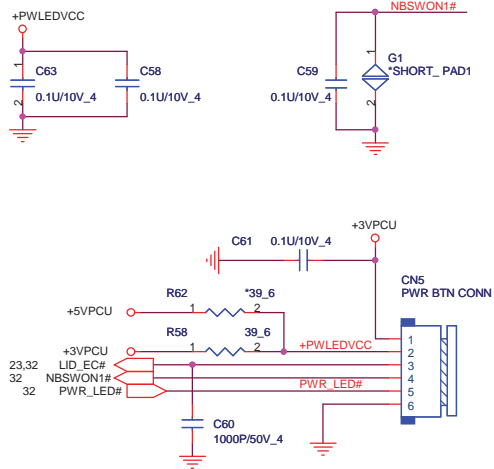 +PWLEDVCC
NBSWON1#
1
C63
C58
C59
1
G1
*SHORT_ PAD1
2
0.1U/10V_4
0.1U/10V_4
0.1U/10V_4
2
+3VPCU
C61
0.1U/10V_4
CN5
PWR BTN CONN
R62
*39_6
+5VPCU
1
2
R58
39_6
+3VPCU
1
2
+PWLEDVCC
1
2
3
4
5
6
23,32
LID_EC#
32
NBSWON1#
32
PWR_LED#
PWR_LED#
C60
1000P/50V_4